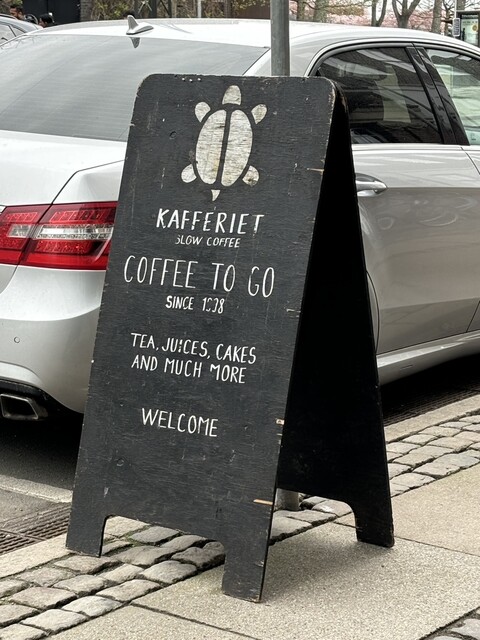 KAFFERIET
SLOW COFFEE
COFFEE TO GO
SINCE 1998
TEA, JUICES, CAKES
AND MUCH MORE
WELCOME